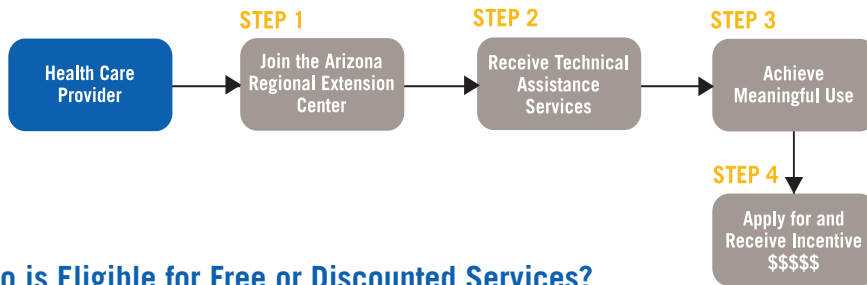 Health Care
Provider
STEP 1
Join the Arizona
Regional Extension
Center
STEP 2
Receive Technical
Assistance
Services
STEP 3
Achieve
Meaningful Use
STEP 4
Apply for and
Receive Incentive
$$$$$
is Eligible for Free or Discounted Services?